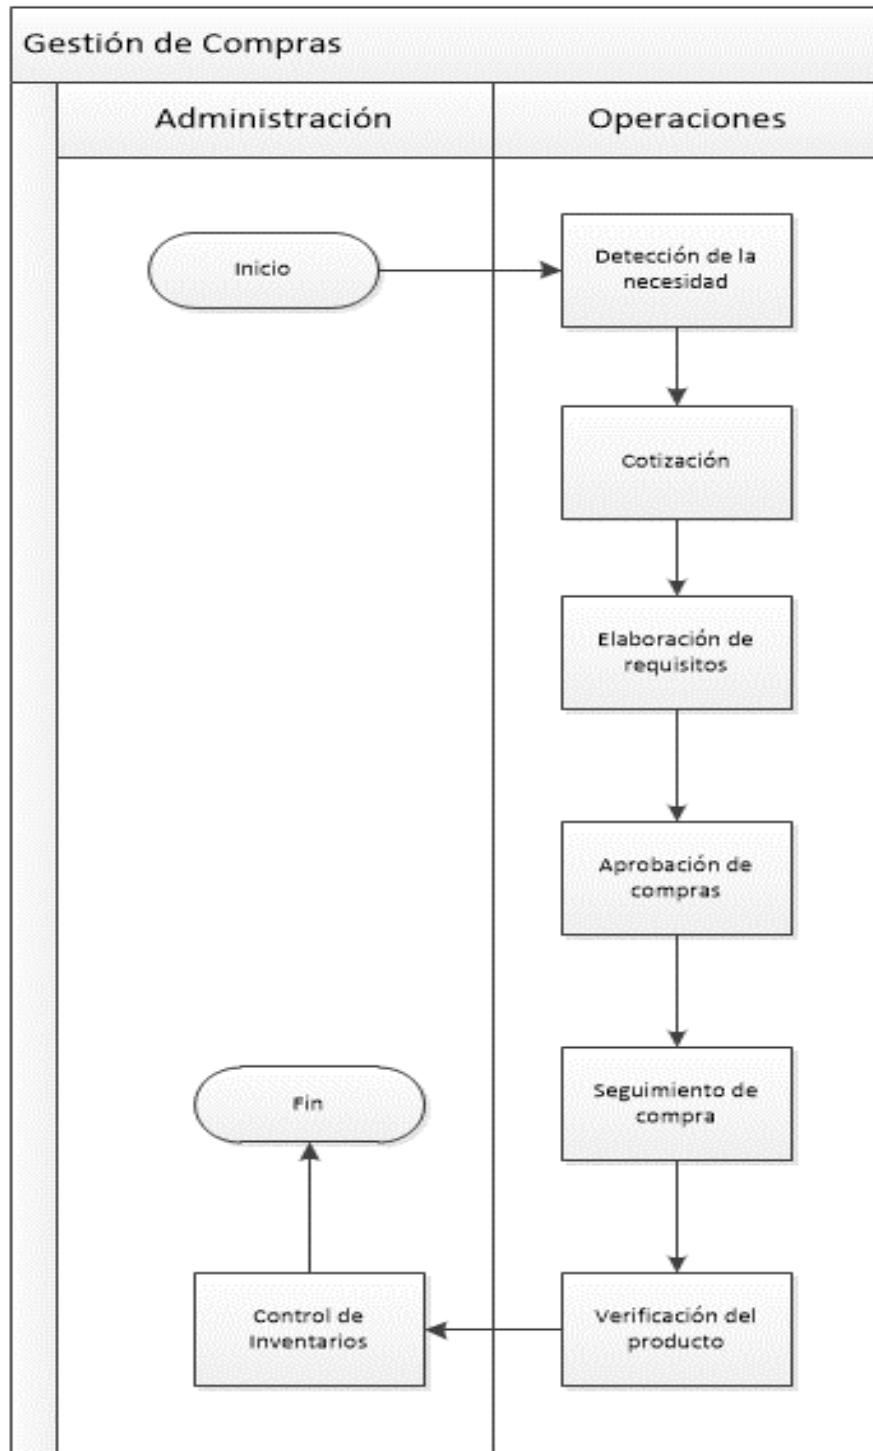 Gestión de Compras
Administración
Operaciones
Inicio
Detección de la
necesidad
Cotización
Elaboración de
requisitos
Aprobación de
compras
Seguimiento de
compra
Fin
Verificación del
producto
Control de
Inventarios